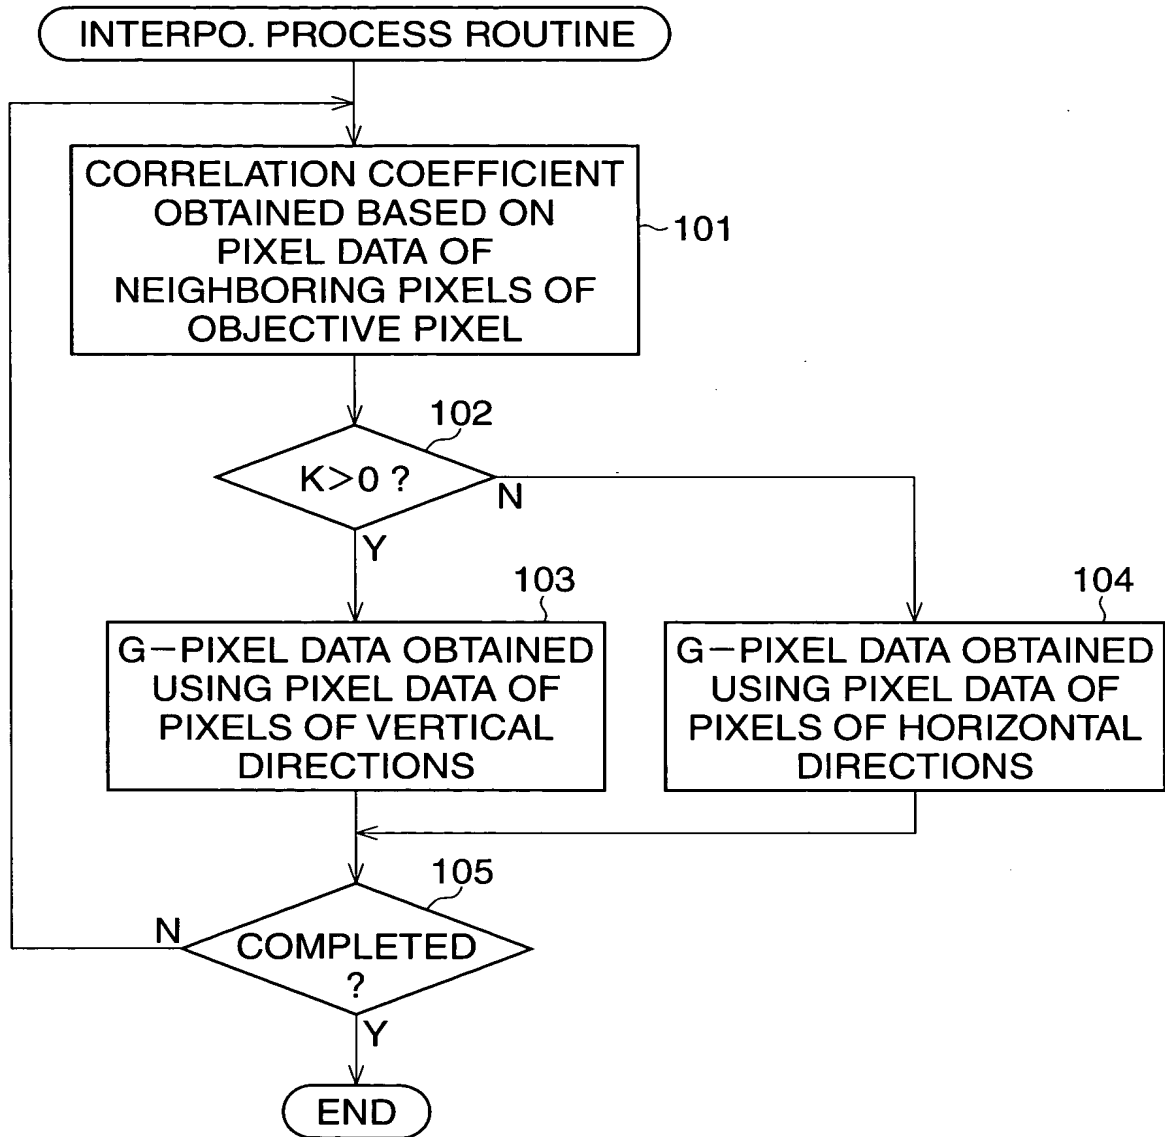 INTERPO. PROCESS ROUTINE
CORRELATION COEFFICIENT
OBTAINED BASED ON
PIXEL DATA OF
NEIGHBORING PIXELS OF
OBJECTIVE PIXEL
101
102
K>0 ?
N
Y
103
G−PIXEL DATA OBTAINED
USING PIXEL DATA OF
PIXELS OF VERTICAL
DIRECTIONS
104
G−PIXEL DATA OBTAINED
USING PIXEL DATA OF
PIXELS OF HORIZONTAL
DIRECTIONS
105
N
COMPLETED
?
Y
END